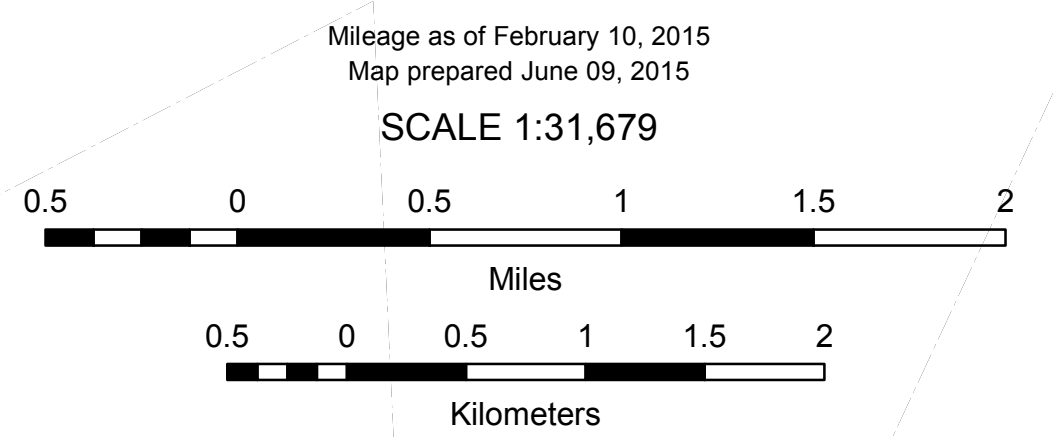 Mileage as of February 10, 2015
Map prepared June 09, 2015
SCALE 1:31,679
0.5 0 0.5 1 1.5 2
Miles
0.5 0 0.5 1 1.5 2
Kilometers